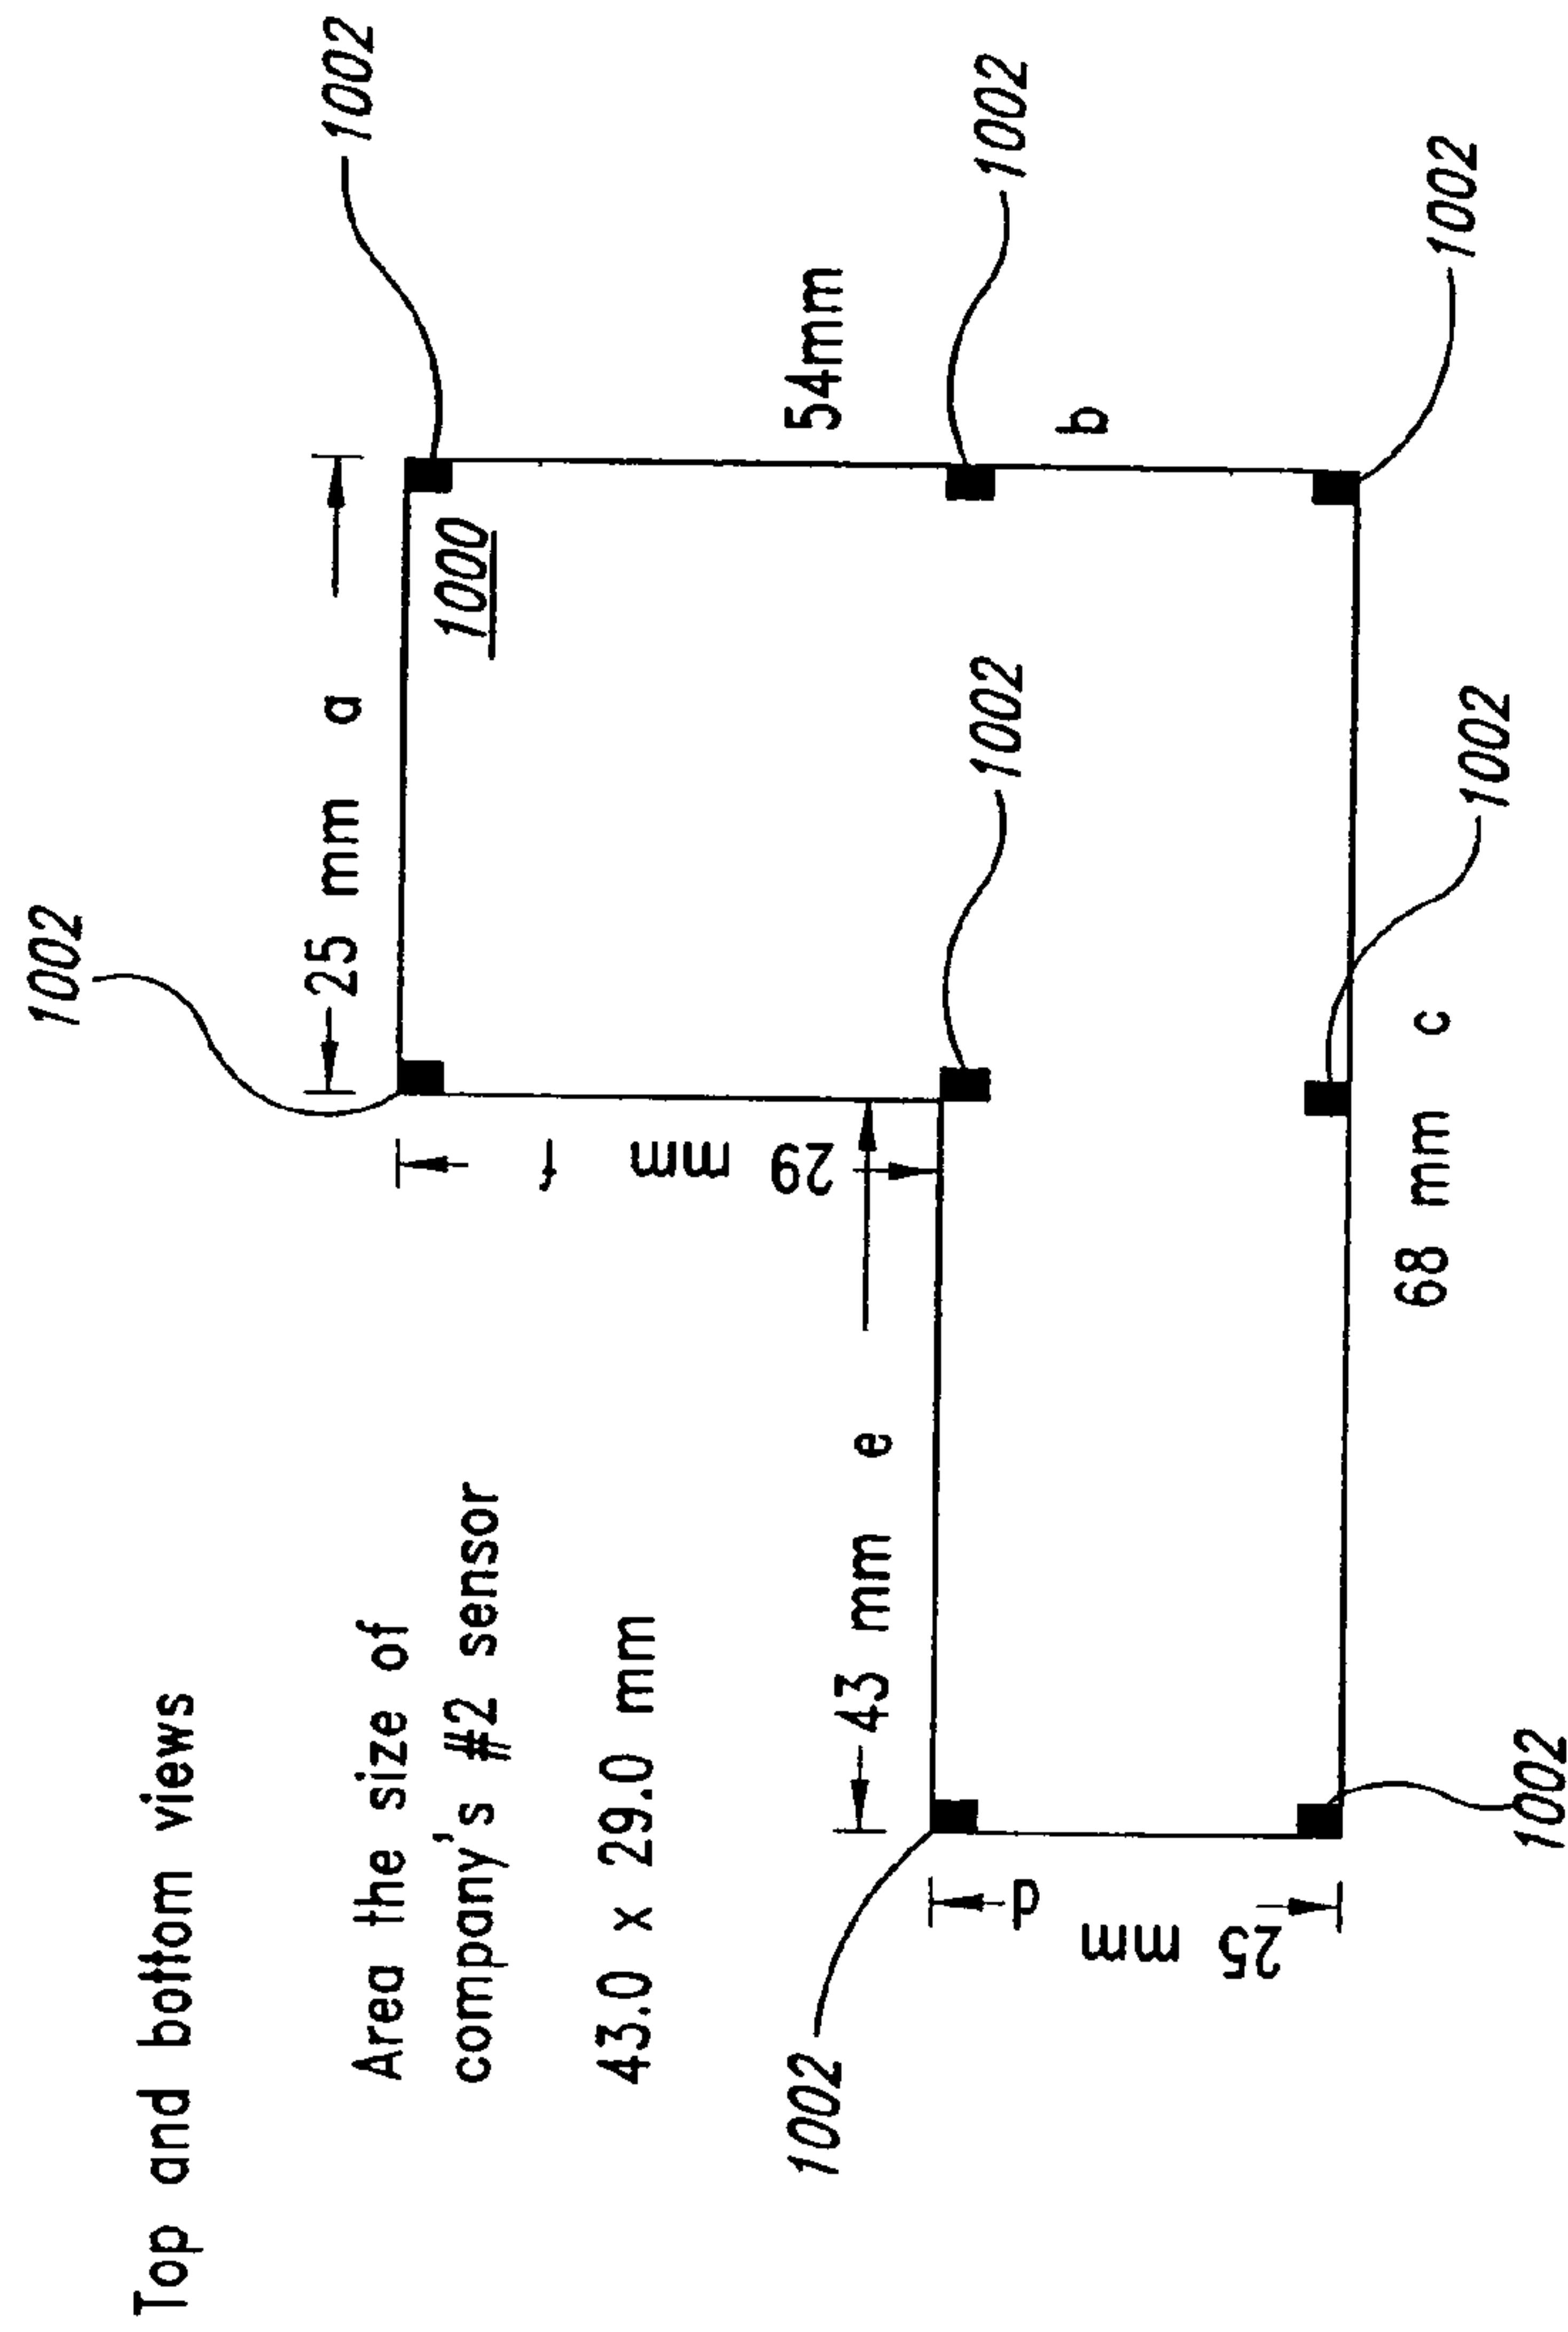 Top and bottom views
Area the size of
company's #2 sensor
43.0 x 29.0 mm
1002
1002
25 mm a
1000
29 mm f
54mm
b
1002
1002
43 mm e
1002
25 mm d
68 mm c
1002
1002
1002